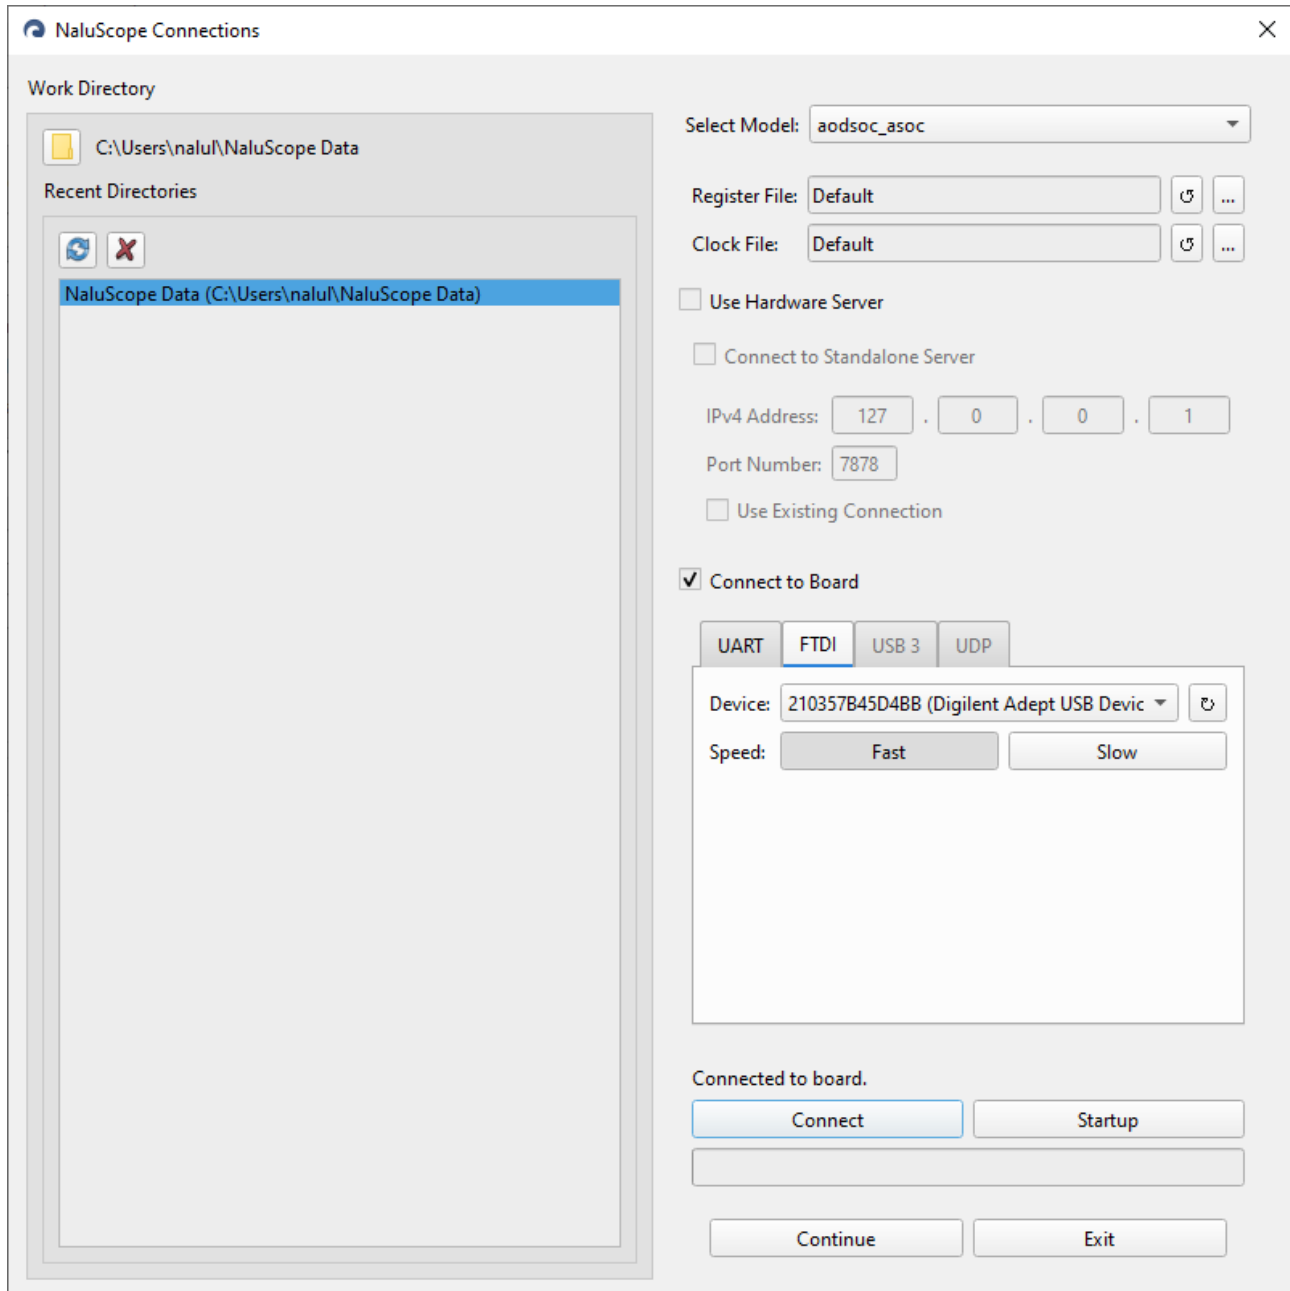 NaluScope Connections
Work Directory
C:\Users\nalul\NaluScope Data
Recent Directories
NaluScope Data (C:\Users\nalul\NaluScope Data)
Select Model: aodsoc_asoc
Register File: Default ...
Clock File: Default ...
Use Hardware Server
Connect to Standalone Server
IPv4 Address: 127 . 0 . 0 . 1
Port Number: 7878
Use Existing Connection
Connect to Board
UART FTDI USB 3 UDP
Device: 210357B45D4BB (Digilent Adept USB Devic
Speed: Fast Slow
Connected to board.
Connect Startup
Continue Exit